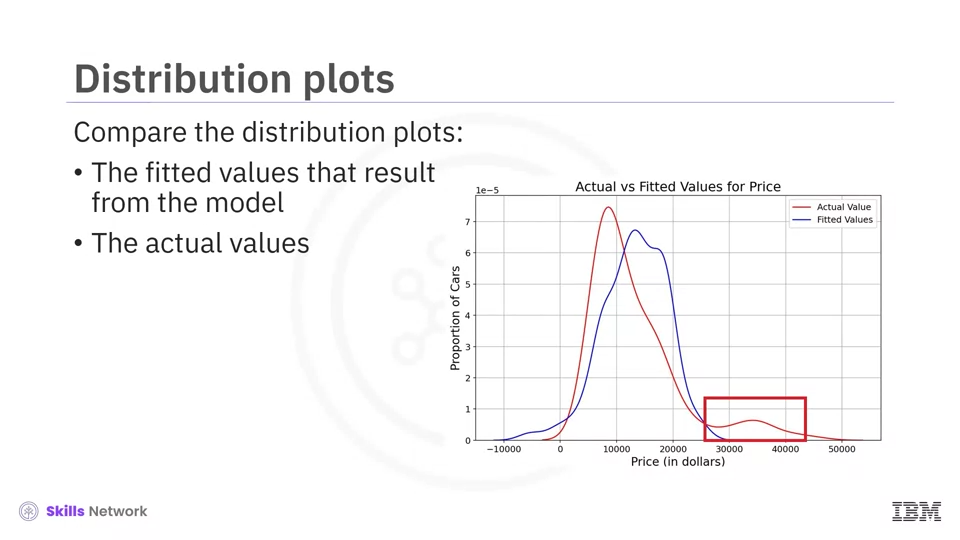 Distribution plots
Compare the distribution plots:
• The fitted values that result
from the model
• The actual values
Actual vs Fitted Values for Price
1e−5
Actual Value
Fitted Values
Proportion of Cars
7
6
5
4
3
2
1
0
−10000 0 10000 20000 30000 40000 50000
Price (in dollars)
Skills Network
IBM